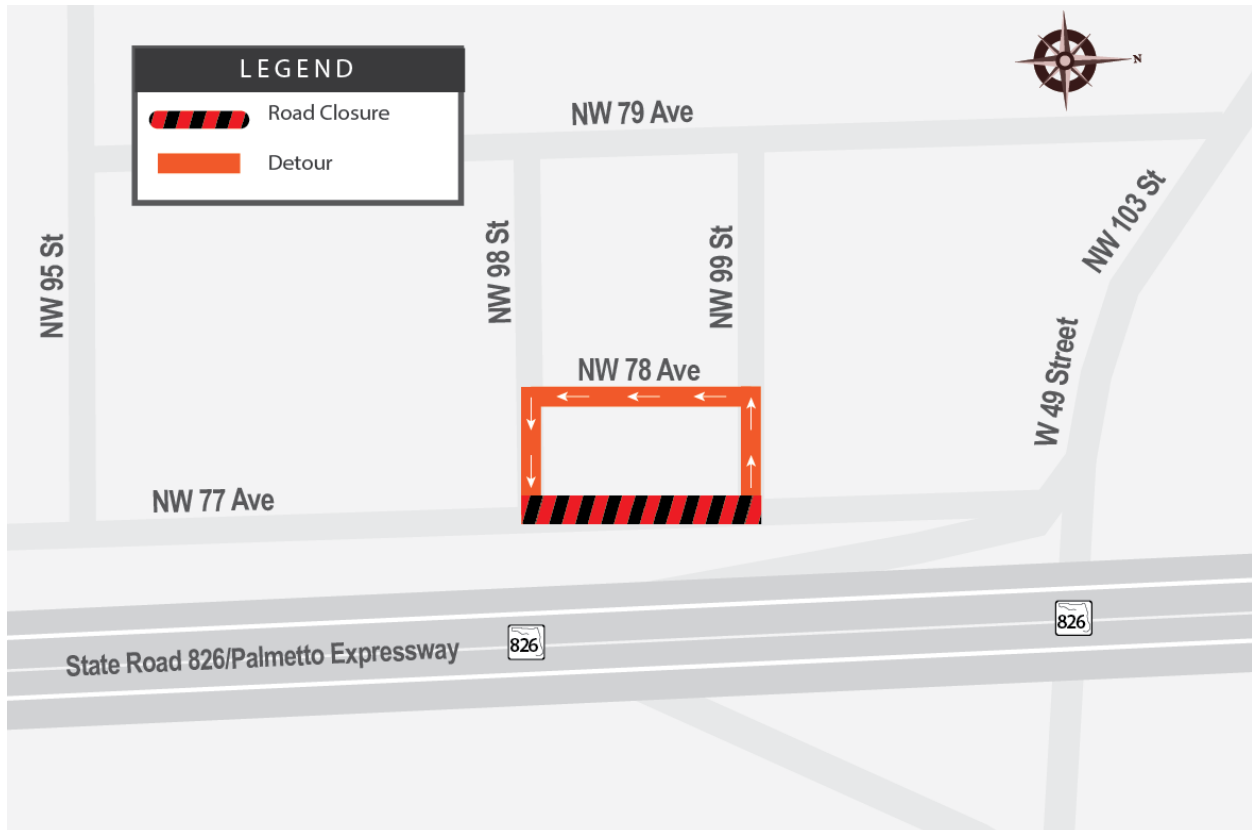 LEGEND
Road Closure
Detour
N
NW 79 Ave
NW 103 St
NW 95 St
NW 98 St
NW 99 St
W 49 Street
NW 78 Ave
NW 77 Ave
826
826
State Road 826/Palmetto Expressway